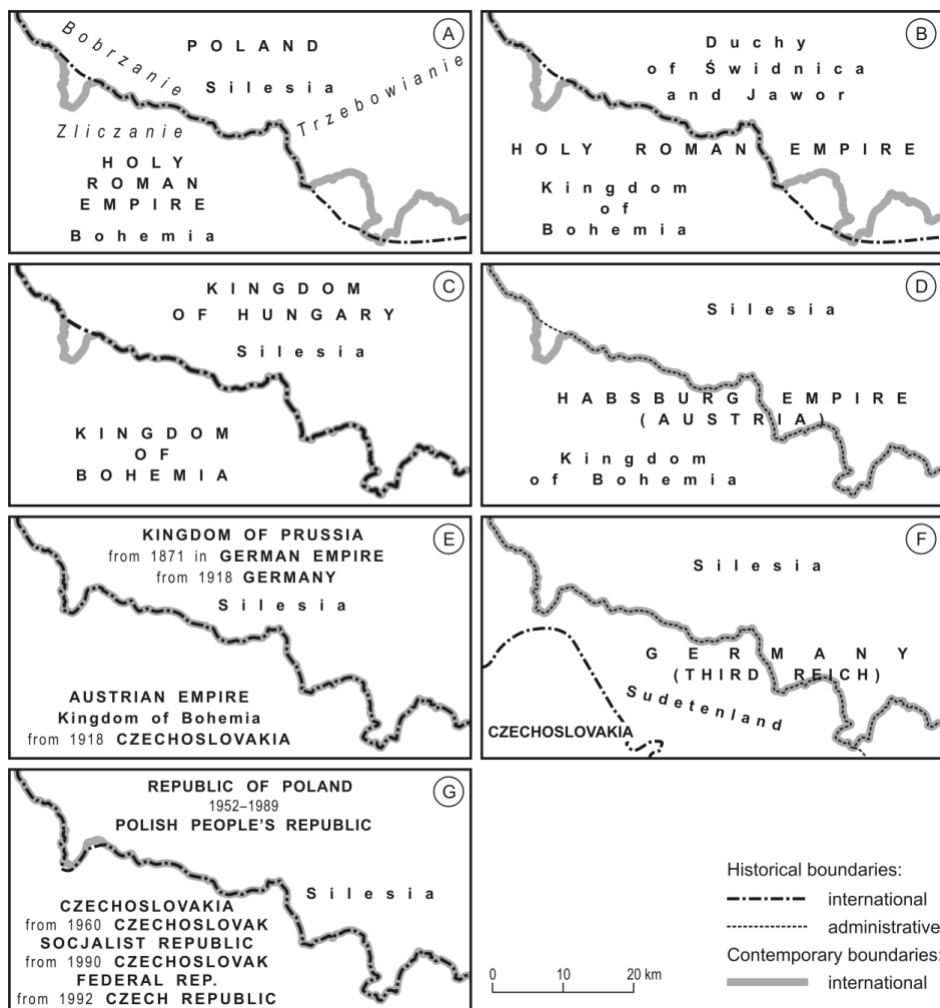 A
Bobrzanie
POLAND
Silesia
Trzebowianie
Zliczanie
HOLY
ROMAN
EMPIRE
Bohemia
B
Duchy
of Świdnica
and Jawor
HOLY ROMAN EMPIRE
Kingdom
of
Bohemia
C
KINGDOM
OF HUNGARY
Silesia
KINGDOM
OF
BOHEMIA
D
Silesia
HABSBURG EMPIRE
(AUSTRIA)
Kingdom
of Bohemia
E
KINGDOM OF PRUSSIA
from 1871 in GERMAN EMPIRE
from 1918 GERMANY
Silesia
AUSTRIAN EMPIRE
Kingdom of Bohemia
from 1918 CZECHOSLOVAKIA
F
Silesia
GERMANY
(THIRD REICH)
Sudetenland
CZECHOSLOVAKIA
G
REPUBLIC OF POLAND
1952–1989
POLISH PEOPLE'S REPUBLIC
Silesia
CZECHOSLOVAKIA
from 1960 CZECHOSLOVAK
SOCJALIST REPUBLIC
from 1990 CZECHOSLOVAK
FEDERAL REP.
from 1992 CZECH REPUBLIC
Historical boundaries:
international
administrative
Contemporary boundaries:
international
0 10 20 km